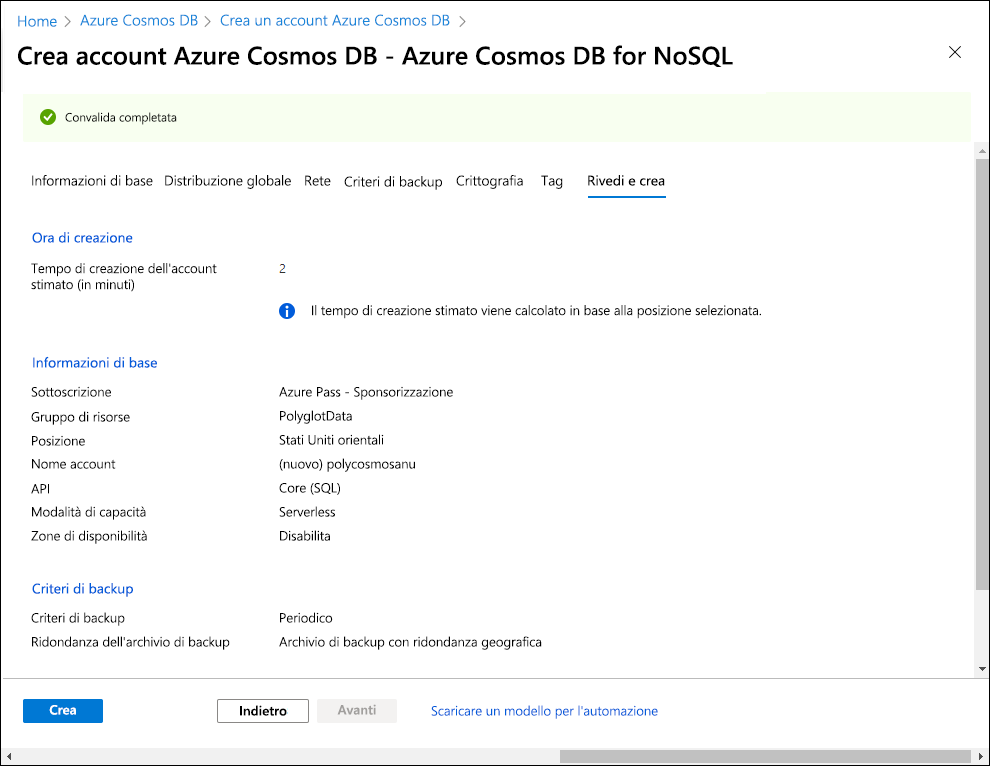 Home > Azure Cosmos DB > Crea un account Azure Cosmos DB >
Crea account Azure Cosmos DB - Azure Cosmos DB for NoSQL
Convalida completata
Informazioni di base Distribuzione globale Rete Criteri di backup Crittografia Tag Rivedi e crea
Ora di creazione
Tempo di creazione dell'account 2
stimato (in minuti)
Il tempo di creazione stimato viene calcolato in base alla posizione selezionata.
Informazioni di base
Sottoscrizione Azure Pass - Sponsorizzazione
Gruppo di risorse PolyglotData
Posizione Stati Uniti orientali
Nome account (nuovo) polycosmosanu
API Core (SQL)
Modalità di capacità Serverless
Zone di disponibilità Disabilita
Criteri di backup
Criteri di backup Periodico
Ridondanza dell'archivio di backup Archivio di backup con ridondanza geografica
Crea Indietro Avanti Scaricare un modello per l'automazione